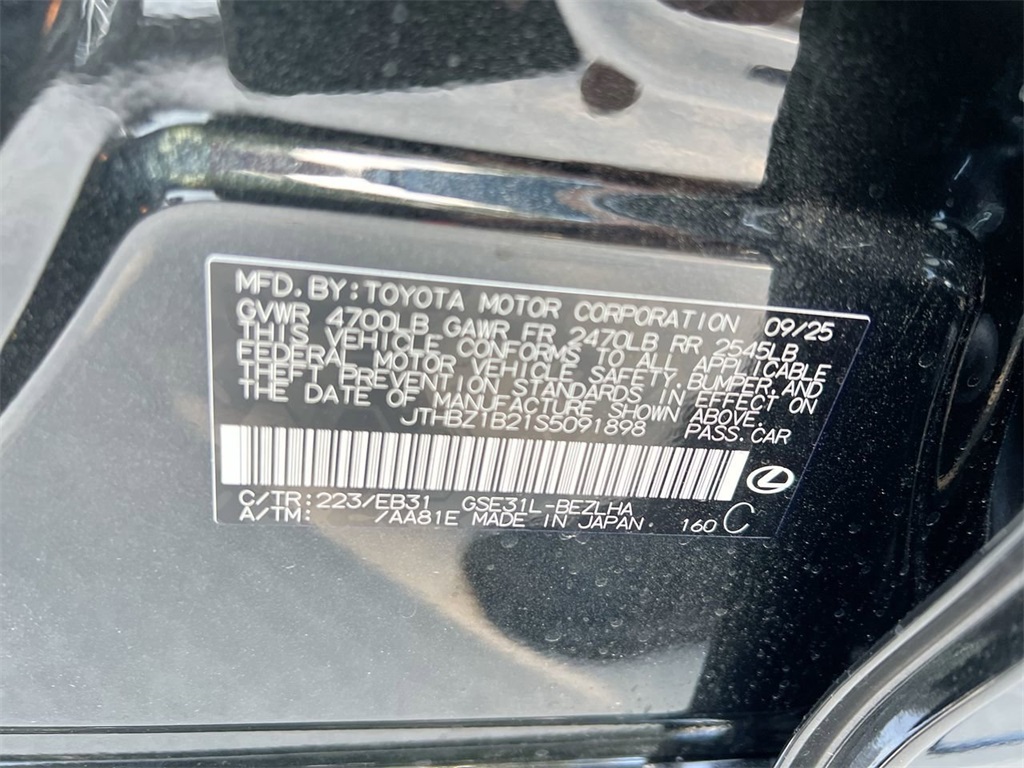 MFD. BY: TOYOTA MOTOR CORPORATION 09/25
GVWR 4700LB GAWR FR 2470LB RR 2545LB
THIS VEHICLE CONFORMS TO ALL APPLICABLE
FEDERAL MOTOR VEHICLE SAFETY, BUMPER, AND
THEFT PREVENTION STANDARDS IN EFFECT ON
THE DATE OF MANUFACTURE SHOWN ABOVE.
JTHBZ1B21S5091898 PASS. CAR
C/TR: 223/EB31 GSE31L-BEZLHA
A/TM: /AA81E MADE IN JAPAN. 160 C